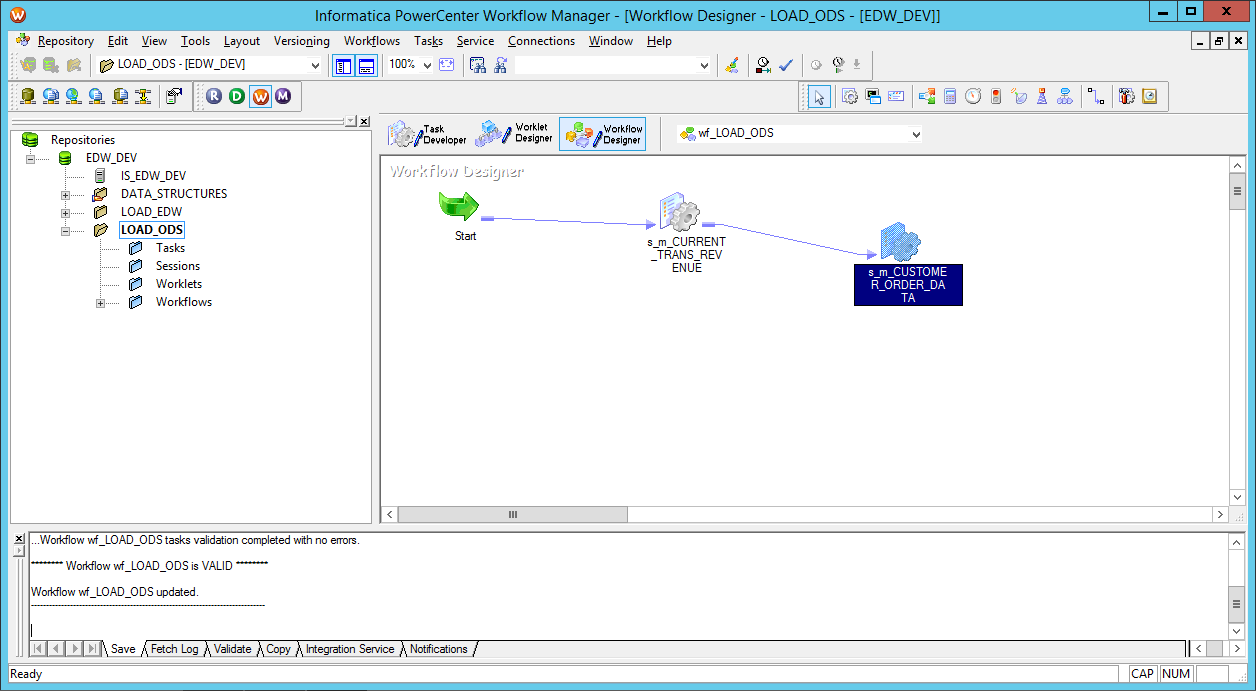 Informatica PowerCenter Workflow Manager - [Workflow Designer - LOAD_ODS - [EDW_DEV]]
Repository Edit View Tools Layout Versioning Workflows Tasks Service Connections Window Help
LOAD_ODS - [EDW_DEV]
100%
R D W M
Task Developer
Worklet Designer
Workflow Designer
wf_LOAD_ODS
Repositories
EDW_DEV
IS_EDW_DEV
DATA_STRUCTURES
LOAD_EDW
LOAD_ODS
Tasks
Sessions
Worklets
Workflows
Workflow Designer
Start
s_m_CURRENT
_TRANS_REV
ENUE
s_m_CUSTOME
R_ORDER_DA
TA
...Workflow wf_LOAD_ODS tasks validation completed with no errors.
******** Workflow wf_LOAD_ODS is VALID ********
Workflow wf_LOAD_ODS updated.
Save Fetch Log Validate Copy Integration Service Notifications
Ready CAP NUM